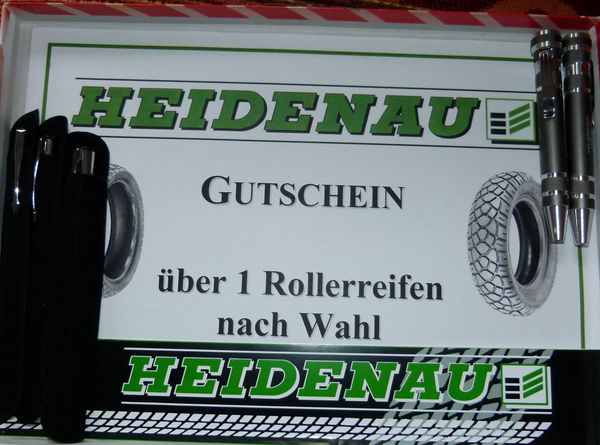 HEIDENAU
GUTSCHEIN
über 1 Rollerreifen
nach Wahl
HEIDENAU